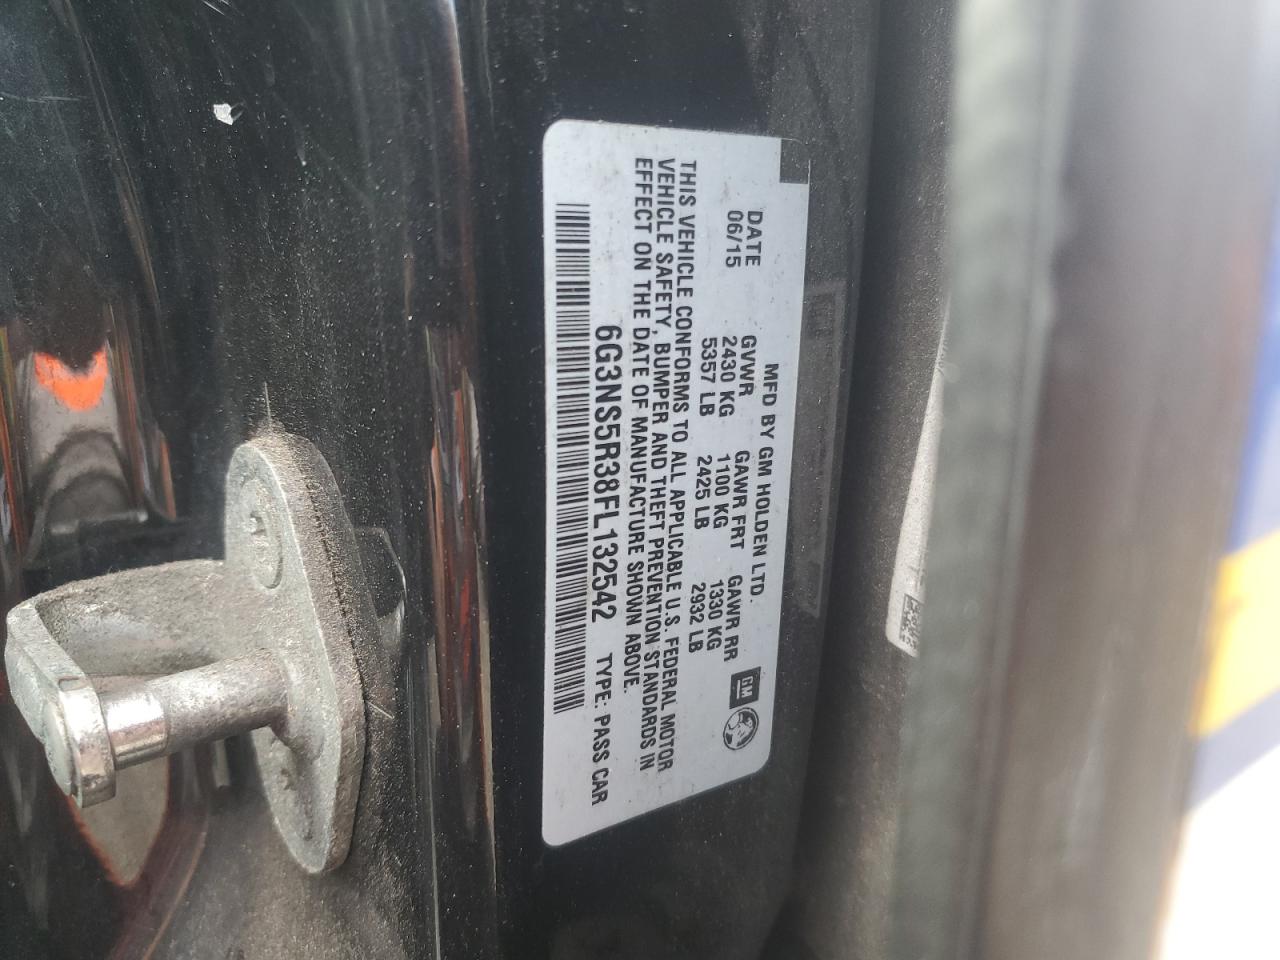 MFD BY GM HOLDEN LTD.
DATE GVWR GAWR FRT GAWR RR
06/15 2430 KG 1100 KG 1330 KG
5357 LB 2425 LB 2932 LB
THIS VEHICLE CONFORMS TO ALL APPLICABLE U.S. FEDERAL MOTOR
VEHICLE SAFETY, BUMPER AND THEFT PREVENTION STANDARDS IN
EFFECT ON THE DATE OF MANUFACTURE SHOWN ABOVE.
6G3NS5R38FL132542 TYPE: PASS CAR
GM